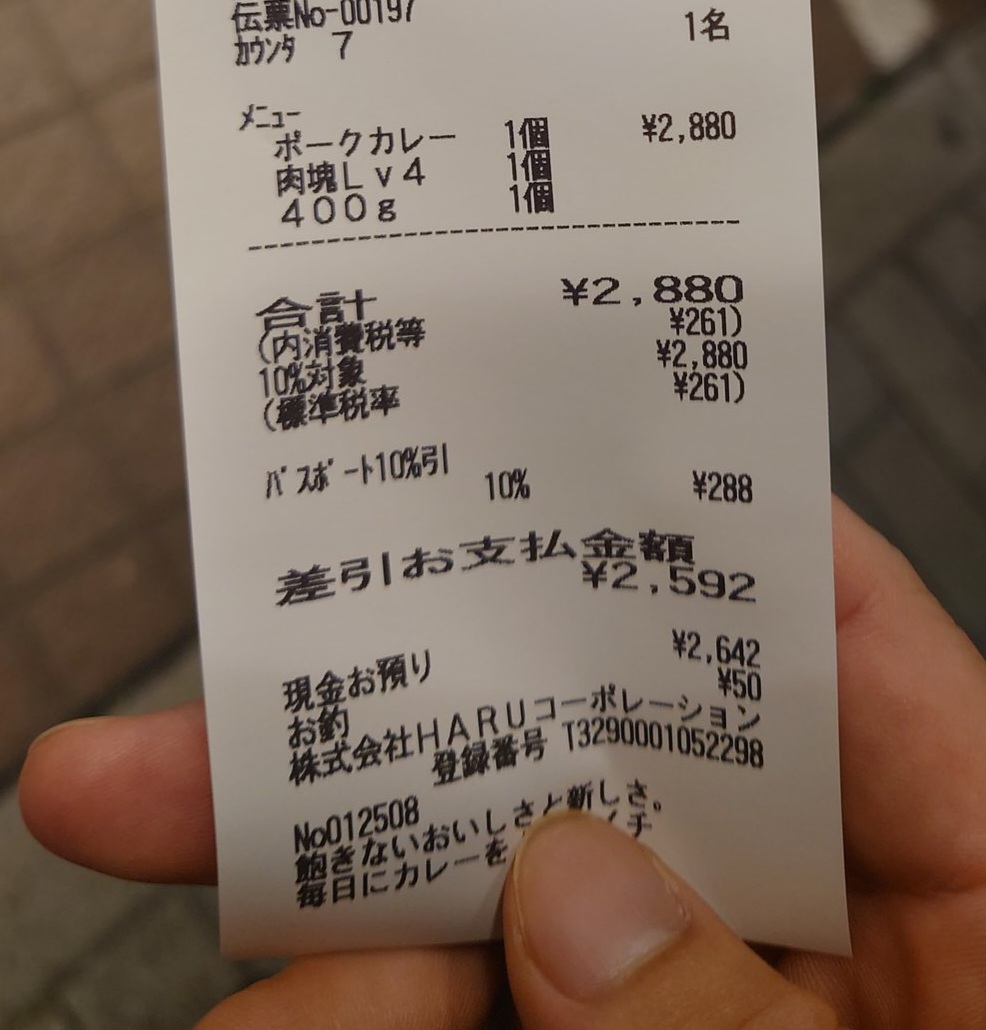 伝票No-00197
1名
ｶｳﾝﾀ 7
ﾒﾆｭｰ
ポークカレー 1個 ¥2,880
肉塊Ｌｖ４ 1個
４００ｇ 1個
合計 ¥2,880
(内消費税等 ¥261)
10%対象 ¥2,880
(標準税率 ¥261)
ﾊﾟｽﾎﾟｰﾄ10%引
10% ¥288
差引お支払金額
¥2,592
現金お預り ¥2,642
お釣 ¥50
株式会社ＨＡＲＵコーポレーション
登録番号 T3290001052298
No012508
飽きないおいしさと新しさ。
毎日にカレーを イチ